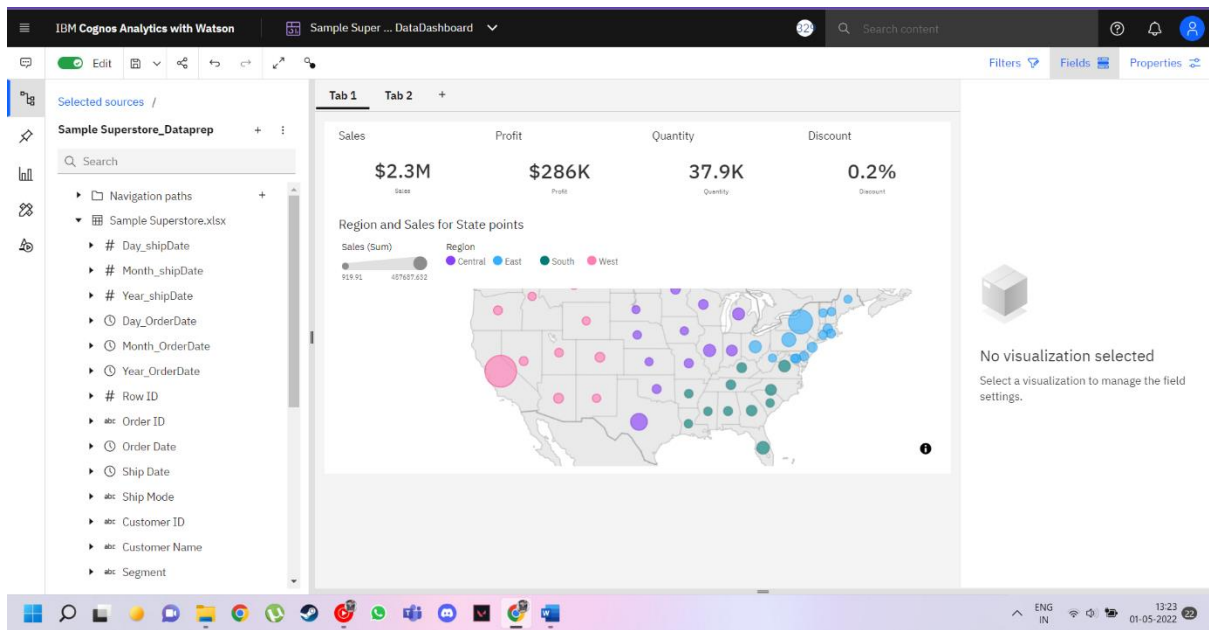 IBM Cognos Analytics with Watson
Sample Super ... DataDashboard
Search content
Edit
Filters
Fields
Properties
Selected sources /
Sample Superstore_Dataprep
Search
Navigation paths
Sample Superstore.xlsx
# Day_shipDate
# Month_shipDate
# Year_shipDate
Day_OrderDate
Month_OrderDate
Year_OrderDate
# Row ID
abc Order ID
Order Date
Ship Date
abc Ship Mode
abc Customer ID
abc Customer Name
abc Segment
Tab 1 Tab 2 +
Sales Profit Quantity Discount
$2.3M $286K 37.9K 0.2%
Sales Profit Quantity Discount
Region and Sales for State points
Sales (Sum) Region
Central East South West
919.91 457687.632
No visualization selected
Select a visualization to manage the field
settings.
ENG
IN
13:23
01-05-2022
22